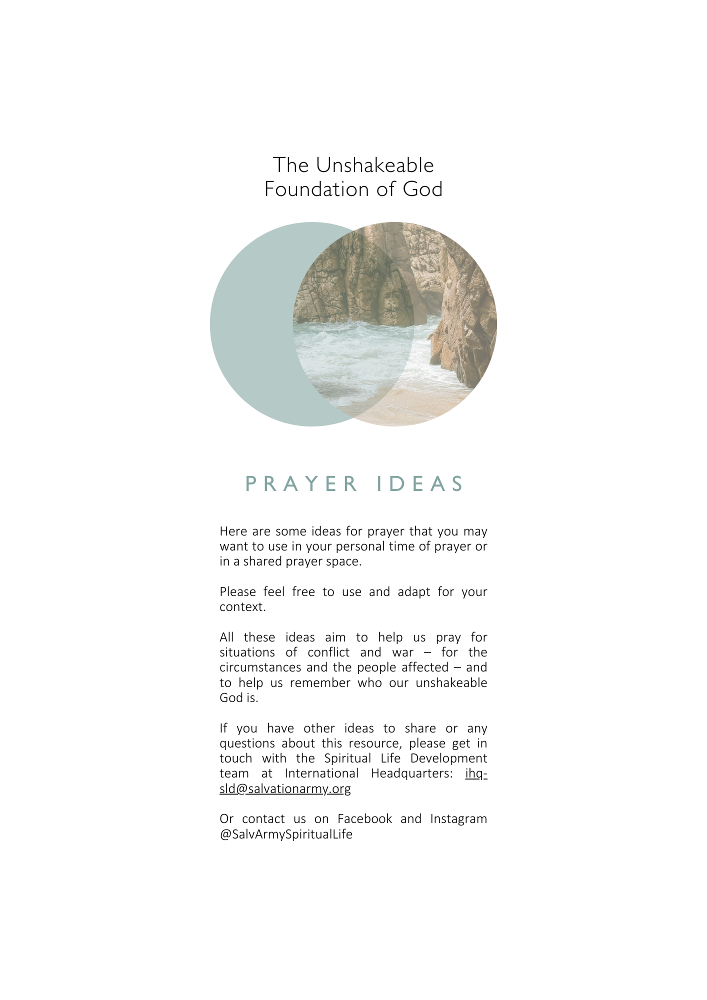 The Unshakeable
Foundation of God
PRAYER IDEAS
Here are some ideas for prayer that you may
want to use in your personal time of prayer or
in a shared prayer space.
Please feel free to use and adapt for your
context.
All these ideas aim to help us pray for
situations of conflict and war – for the
circumstances and the people affected – and
to help us remember who our unshakeable
God is.
If you have other ideas to share or any
questions about this resource, please get in
touch with the Spiritual Life Development
team at International Headquarters: ihq-
sld@salvationarmy.org
Or contact us on Facebook and Instagram
@SalvArmySpiritualLife